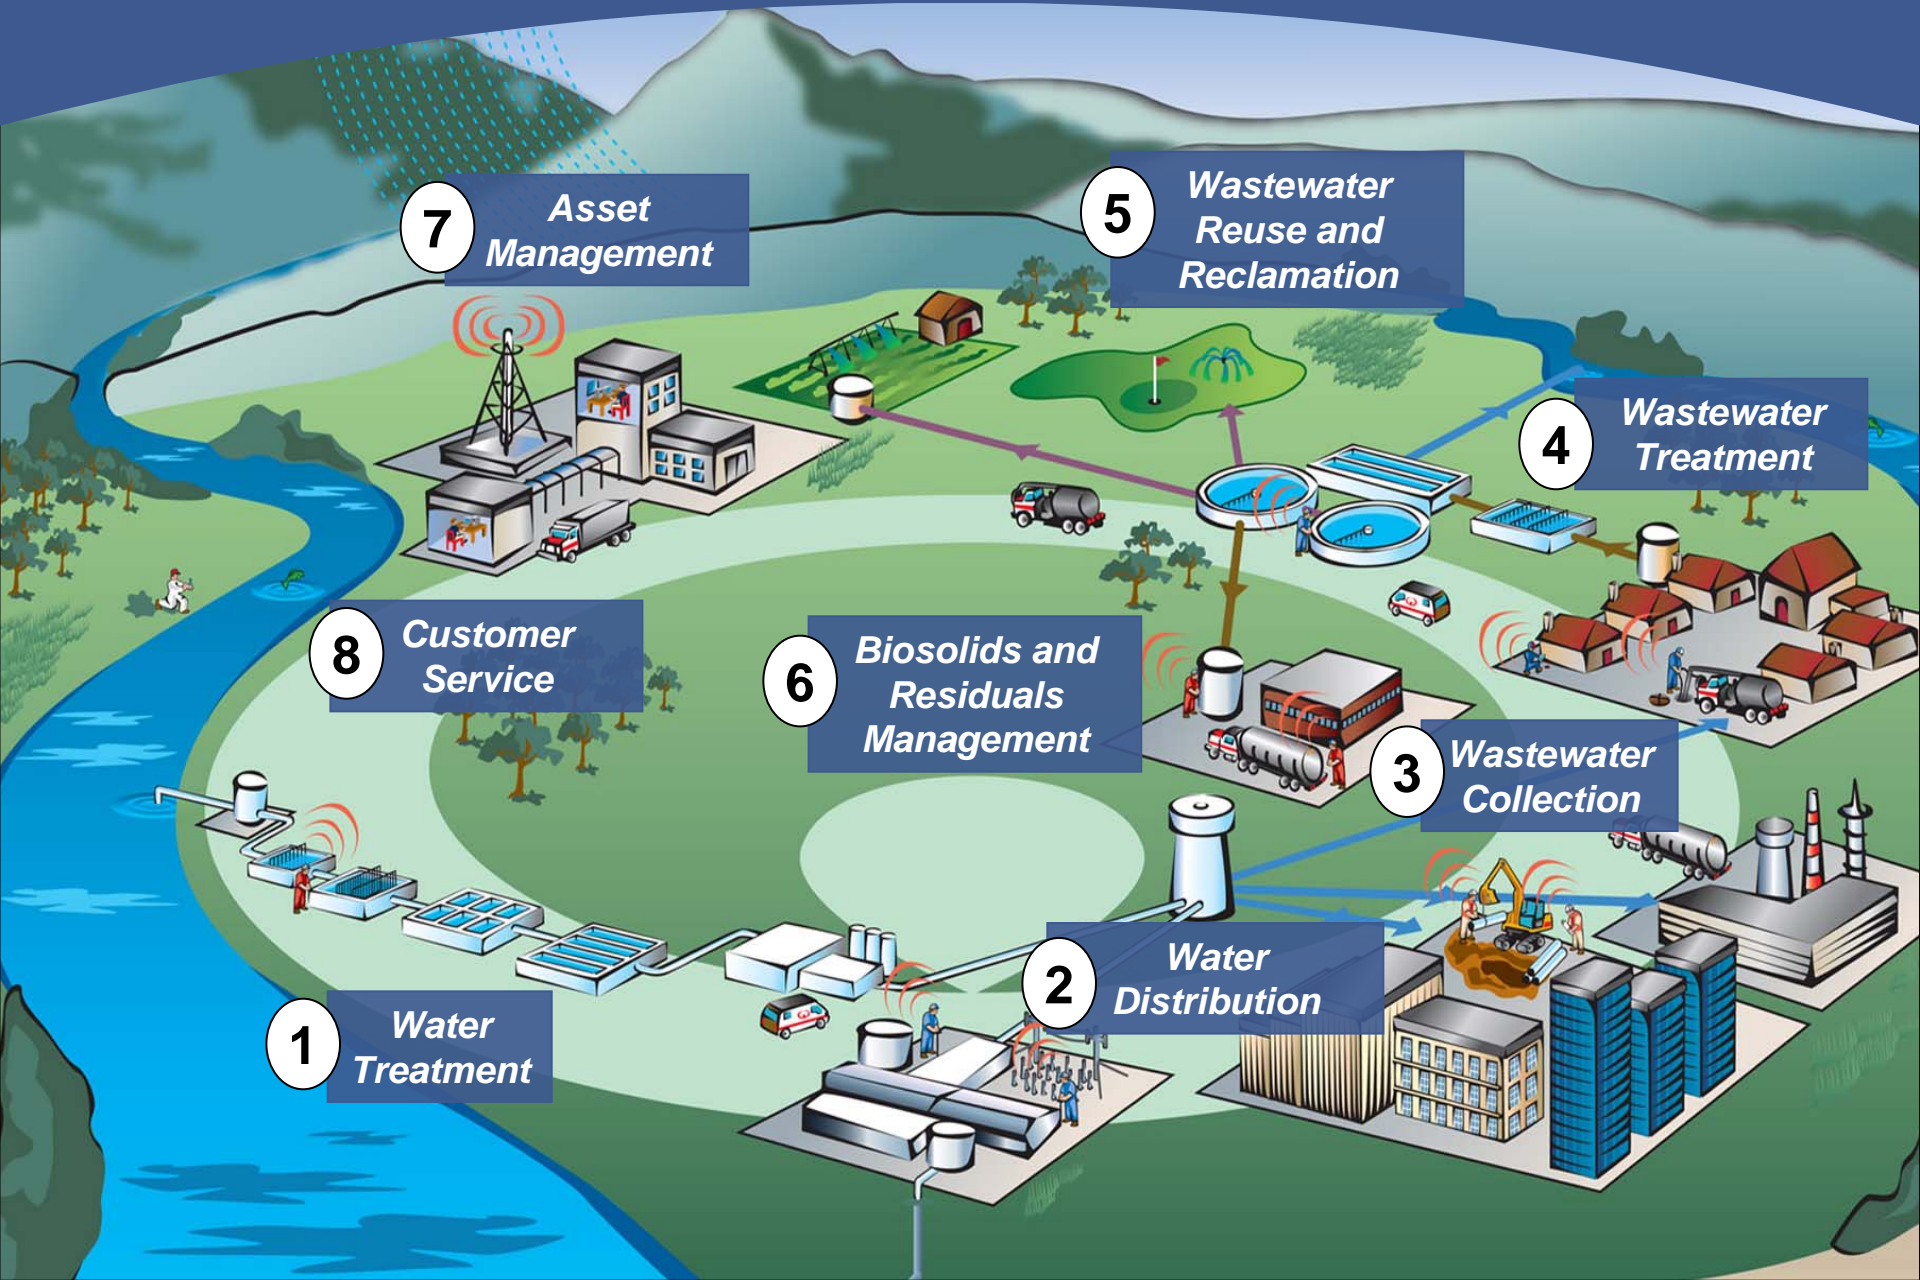 7
Asset
Management
5
Wastewater
Reuse and
Reclamation
4
Wastewater
Treatment
8
Customer
Service
6
Biosolids and
Residuals
Management
3
Wastewater
Collection
2
Water
Distribution
1
Water
Treatment